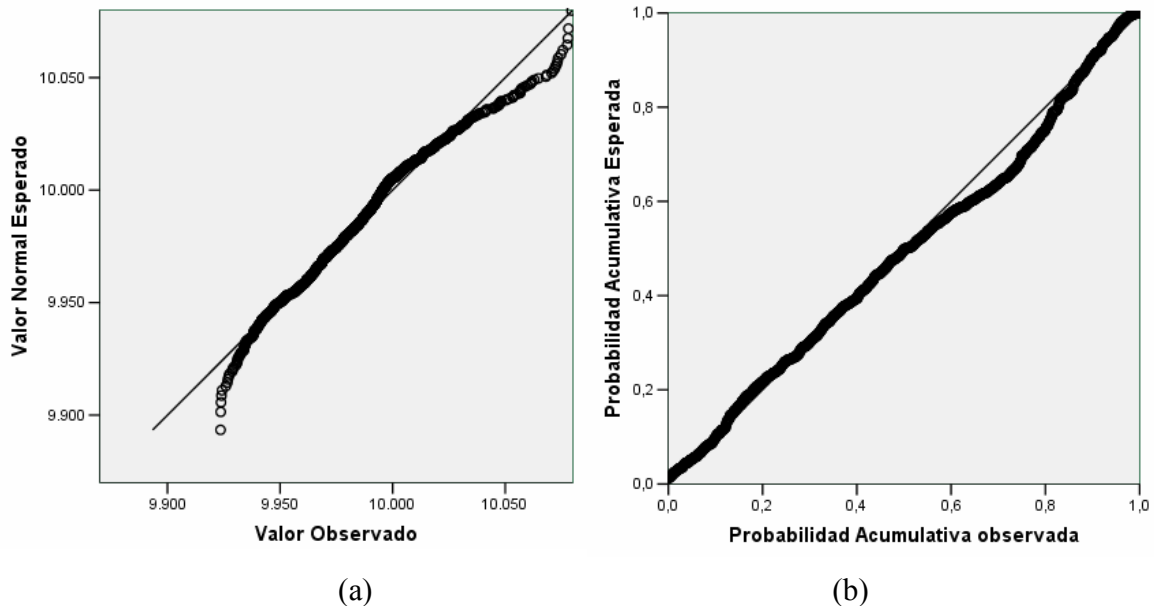 Valor Normal Esperado
10.050
10.000
9.950
9.900
9.900 9.950 10.000 10.050
Valor Observado
(a)
Probabilidad Acumulativa Esperada
1,0
0,8
0,6
0,4
0,2
0,0
0,0 0,2 0,4 0,6 0,8 1,0
Probabilidad Acumulativa observada
(b)